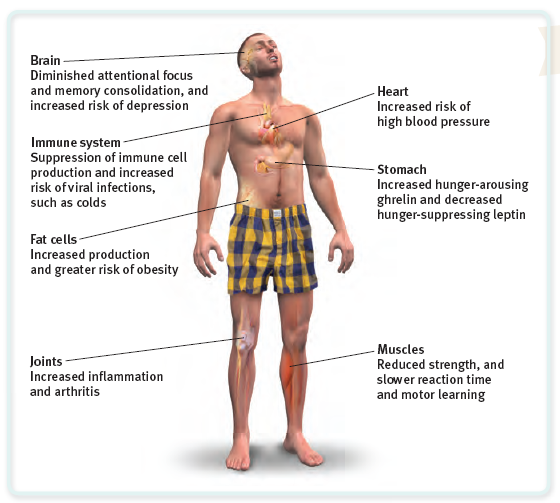 Brain
Diminished attentional focus
and memory consolidation, and
increased risk of depression
Immune system
Suppression of immune cell
production and increased
risk of viral infections,
such as colds
Fat cells
Increased production
and greater risk of obesity
Joints
Increased inflammation
and arthritis
Heart
Increased risk of
high blood pressure
Stomach
Increased hunger-arousing
ghrelin and decreased
hunger-suppressing leptin
Muscles
Reduced strength, and
slower reaction time
and motor learning